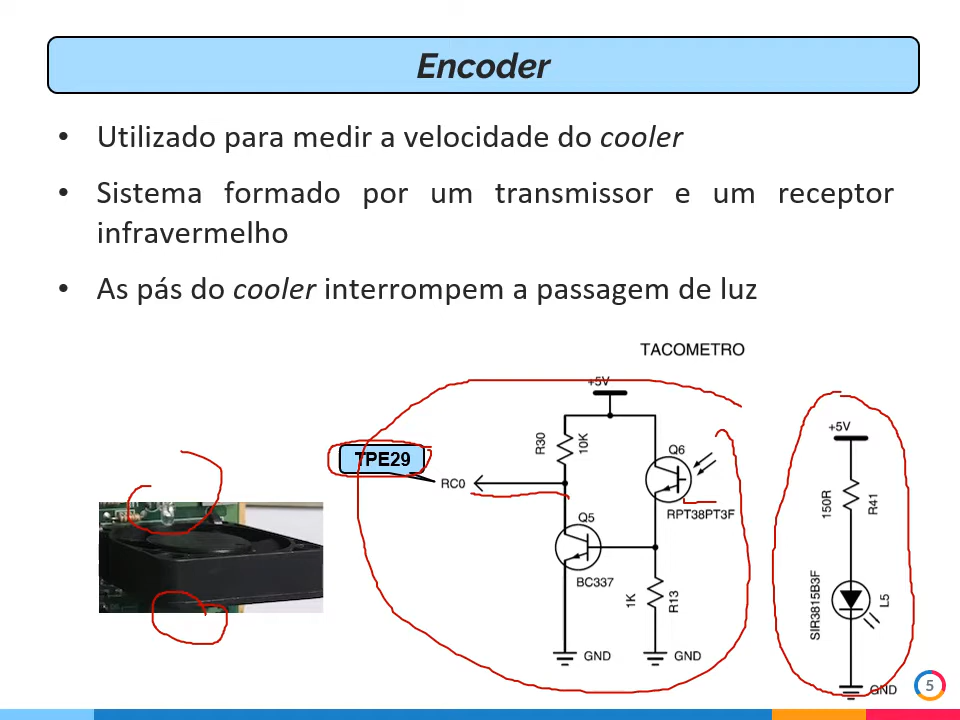 Encoder
• Utilizado para medir a velocidade do cooler
• Sistema formado por um transmissor e um receptor
infravermelho
• As pás do cooler interrompem a passagem de luz
TACOMETRO
+5V
R30
10K
Q6
TPE29
RC0
RPT38PT3F
Q5
BC337
1K
R13
GND
GND
+5V
150R
R41
SIR3815B3F
L5
GND
5